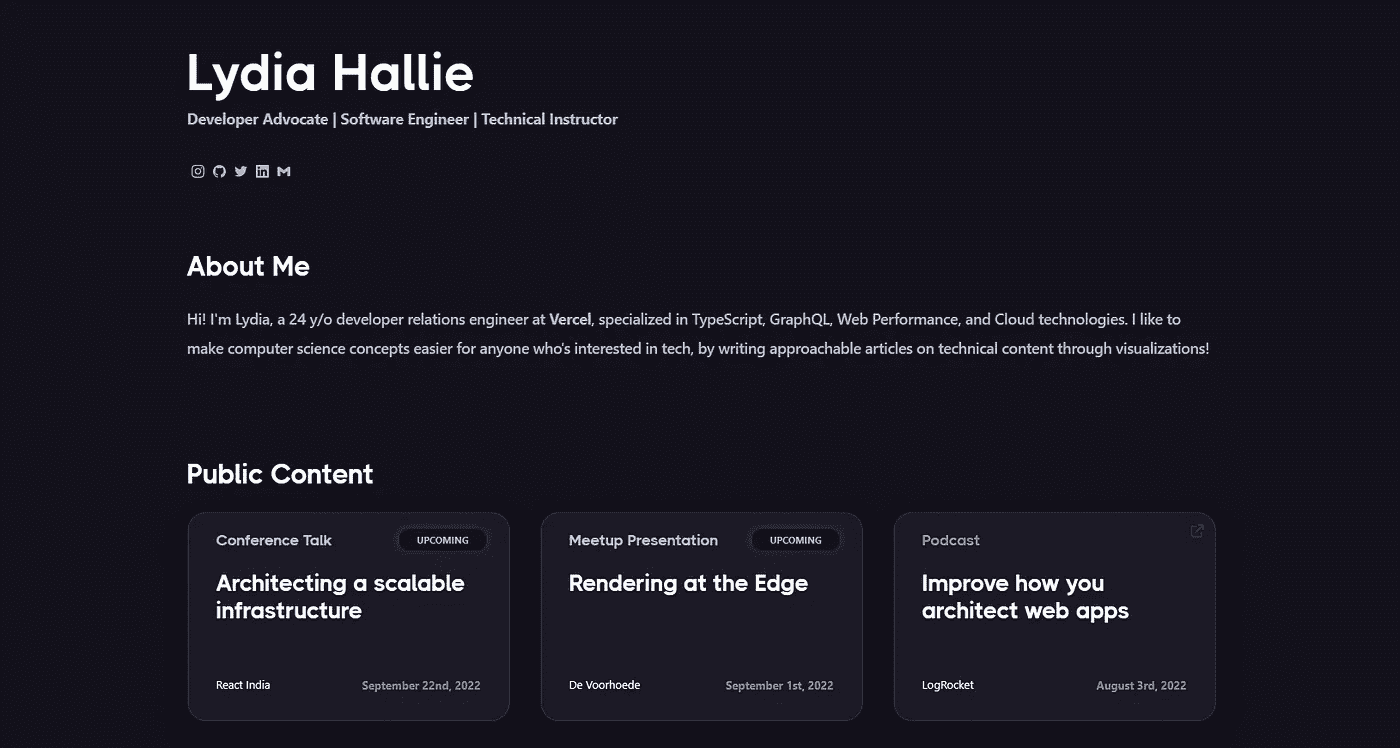 Lydia Hallie
Developer Advocate | Software Engineer | Technical Instructor
About Me
Hi! I'm Lydia, a 24 y/o developer relations engineer at Vercel, specialized in TypeScript, GraphQL, Web Performance, and Cloud technologies. I like to
make computer science concepts easier for anyone who's interested in tech, by writing approachable articles on technical content through visualizations!
Public Content
Conference Talk
UPCOMING
Architecting a scalable
infrastructure
React India
September 22nd, 2022
Meetup Presentation
UPCOMING
Rendering at the Edge
De Voorhoede
September 1st, 2022
Podcast
Improve how you
architect web apps
LogRocket
August 3rd, 2022